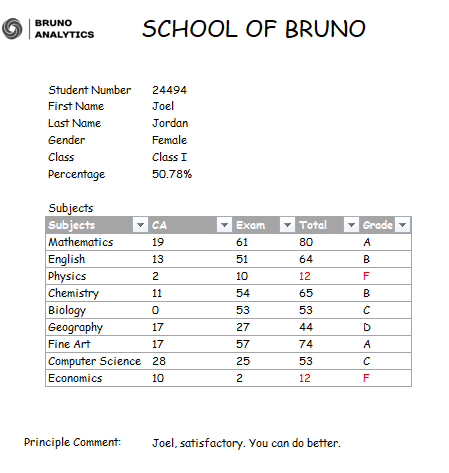 BRUNO
ANALYTICS
SCHOOL OF BRUNO
Student Number 24494
First Name Joel
Last Name Jordan
Gender Female
Class Class I
Percentage 50.78%
Subjects
Subjects CA Exam Total Grade
Mathematics 19 61 80 A
English 13 51 64 B
Physics 2 10 12 F
Chemistry 11 54 65 B
Biology 0 53 53 C
Geography 17 27 44 D
Fine Art 17 57 74 A
Computer Science 28 25 53 C
Economics 10 2 12 F
Principle Comment: Joel, satisfactory. You can do better.